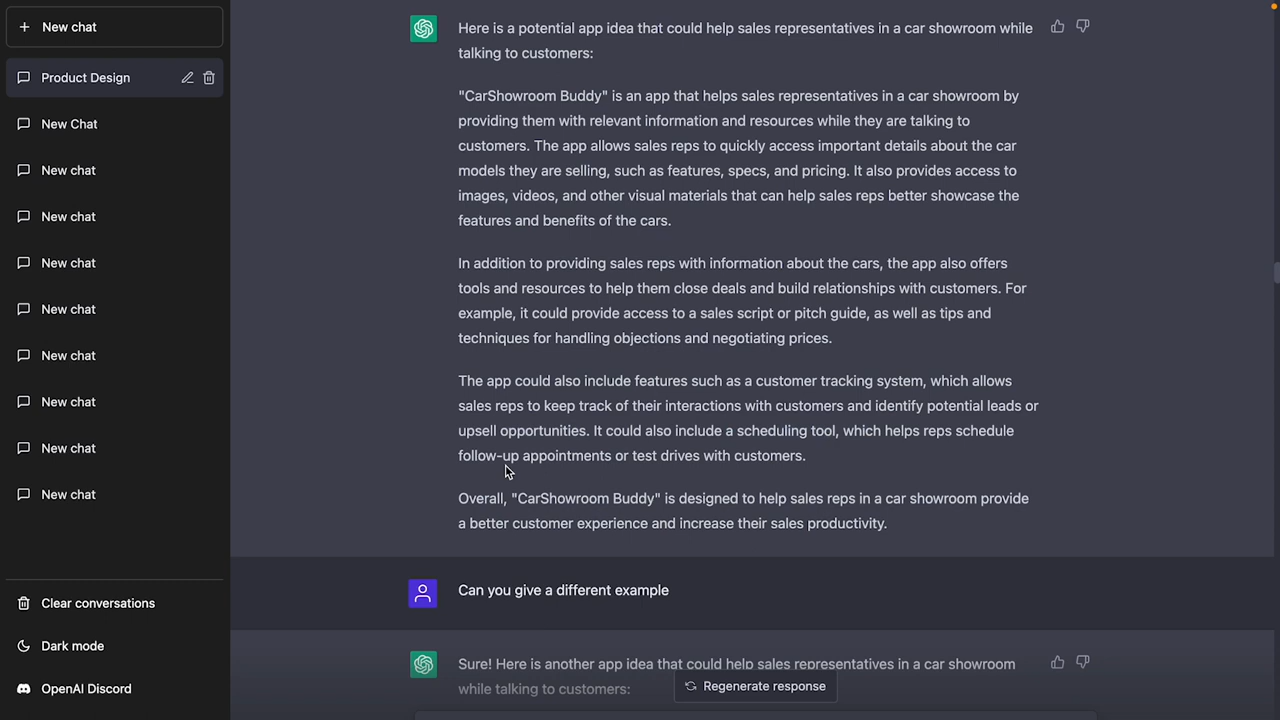 New chat
Product Design
New Chat
New chat
New chat
New chat
New chat
New chat
New chat
New chat
New chat
Clear conversations
Dark mode
OpenAI Discord
Here is a potential app idea that could help sales representatives in a car showroom while
talking to customers:
"CarShowroom Buddy" is an app that helps sales representatives in a car showroom by
providing them with relevant information and resources while they are talking to
customers. The app allows sales reps to quickly access important details about the car
models they are selling, such as features, specs, and pricing. It also provides access to
images, videos, and other visual materials that can help sales reps better showcase the
features and benefits of the cars.
In addition to providing sales reps with information about the cars, the app also offers
tools and resources to help them close deals and build relationships with customers. For
example, it could provide access to a sales script or pitch guide, as well as tips and
techniques for handling objections and negotiating prices.
The app could also include features such as a customer tracking system, which allows
sales reps to keep track of their interactions with customers and identify potential leads or
upsell opportunities. It could also include a scheduling tool, which helps reps schedule
follow-up appointments or test drives with customers.
Overall, "CarShowroom Buddy" is designed to help sales reps in a car showroom provide
a better customer experience and increase their sales productivity.
Can you give a different example
Sure! Here is another app idea that could help sales representatives in a car showroom
while talking to customers:
Regenerate response